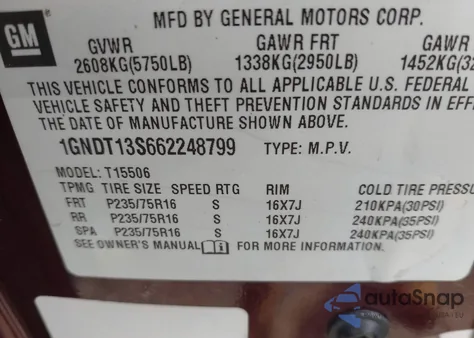 GM
MFD BY GENERAL MOTORS CORP.
GVWR GAWR FRT GAWR
2608KG(5750LB) 1338KG(2950LB) 1452KG(32
THIS VEHICLE CONFORMS TO ALL APPLICABLE U.S. FEDERAL
VEHICLE SAFETY AND THEFT PREVENTION STANDARDS IN EFF
THE DATE OF MANUFACTURE SHOWN ABOVE.
1GNDT13S662248799 TYPE: M.P.V.
MODEL: T15506
TPMG TIRE SIZE SPEED RTG RIM COLD TIRE PRESSU
FRT P235/75R16 S 16X7J 210KPA(30PSI)
RR P235/75R16 S 16X7J 240KPA(35PSI)
SPA P235/75R16 S 16X7J 240KPA(35PSI)
SEE OWNER'S MANUAL FOR MORE INFORMATION.
autoSnap